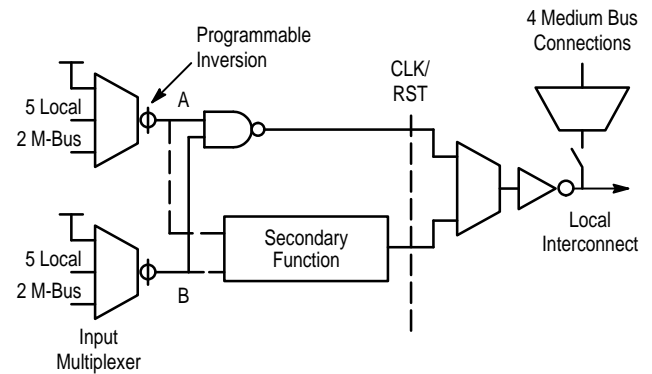 4 Medium Bus
Connections
Programmable
Inversion
CLK/
RST
A
5 Local
2 M-Bus
Secondary
Function
Local
Interconnect
5 Local
2 M-Bus
B
Input
Multiplexer